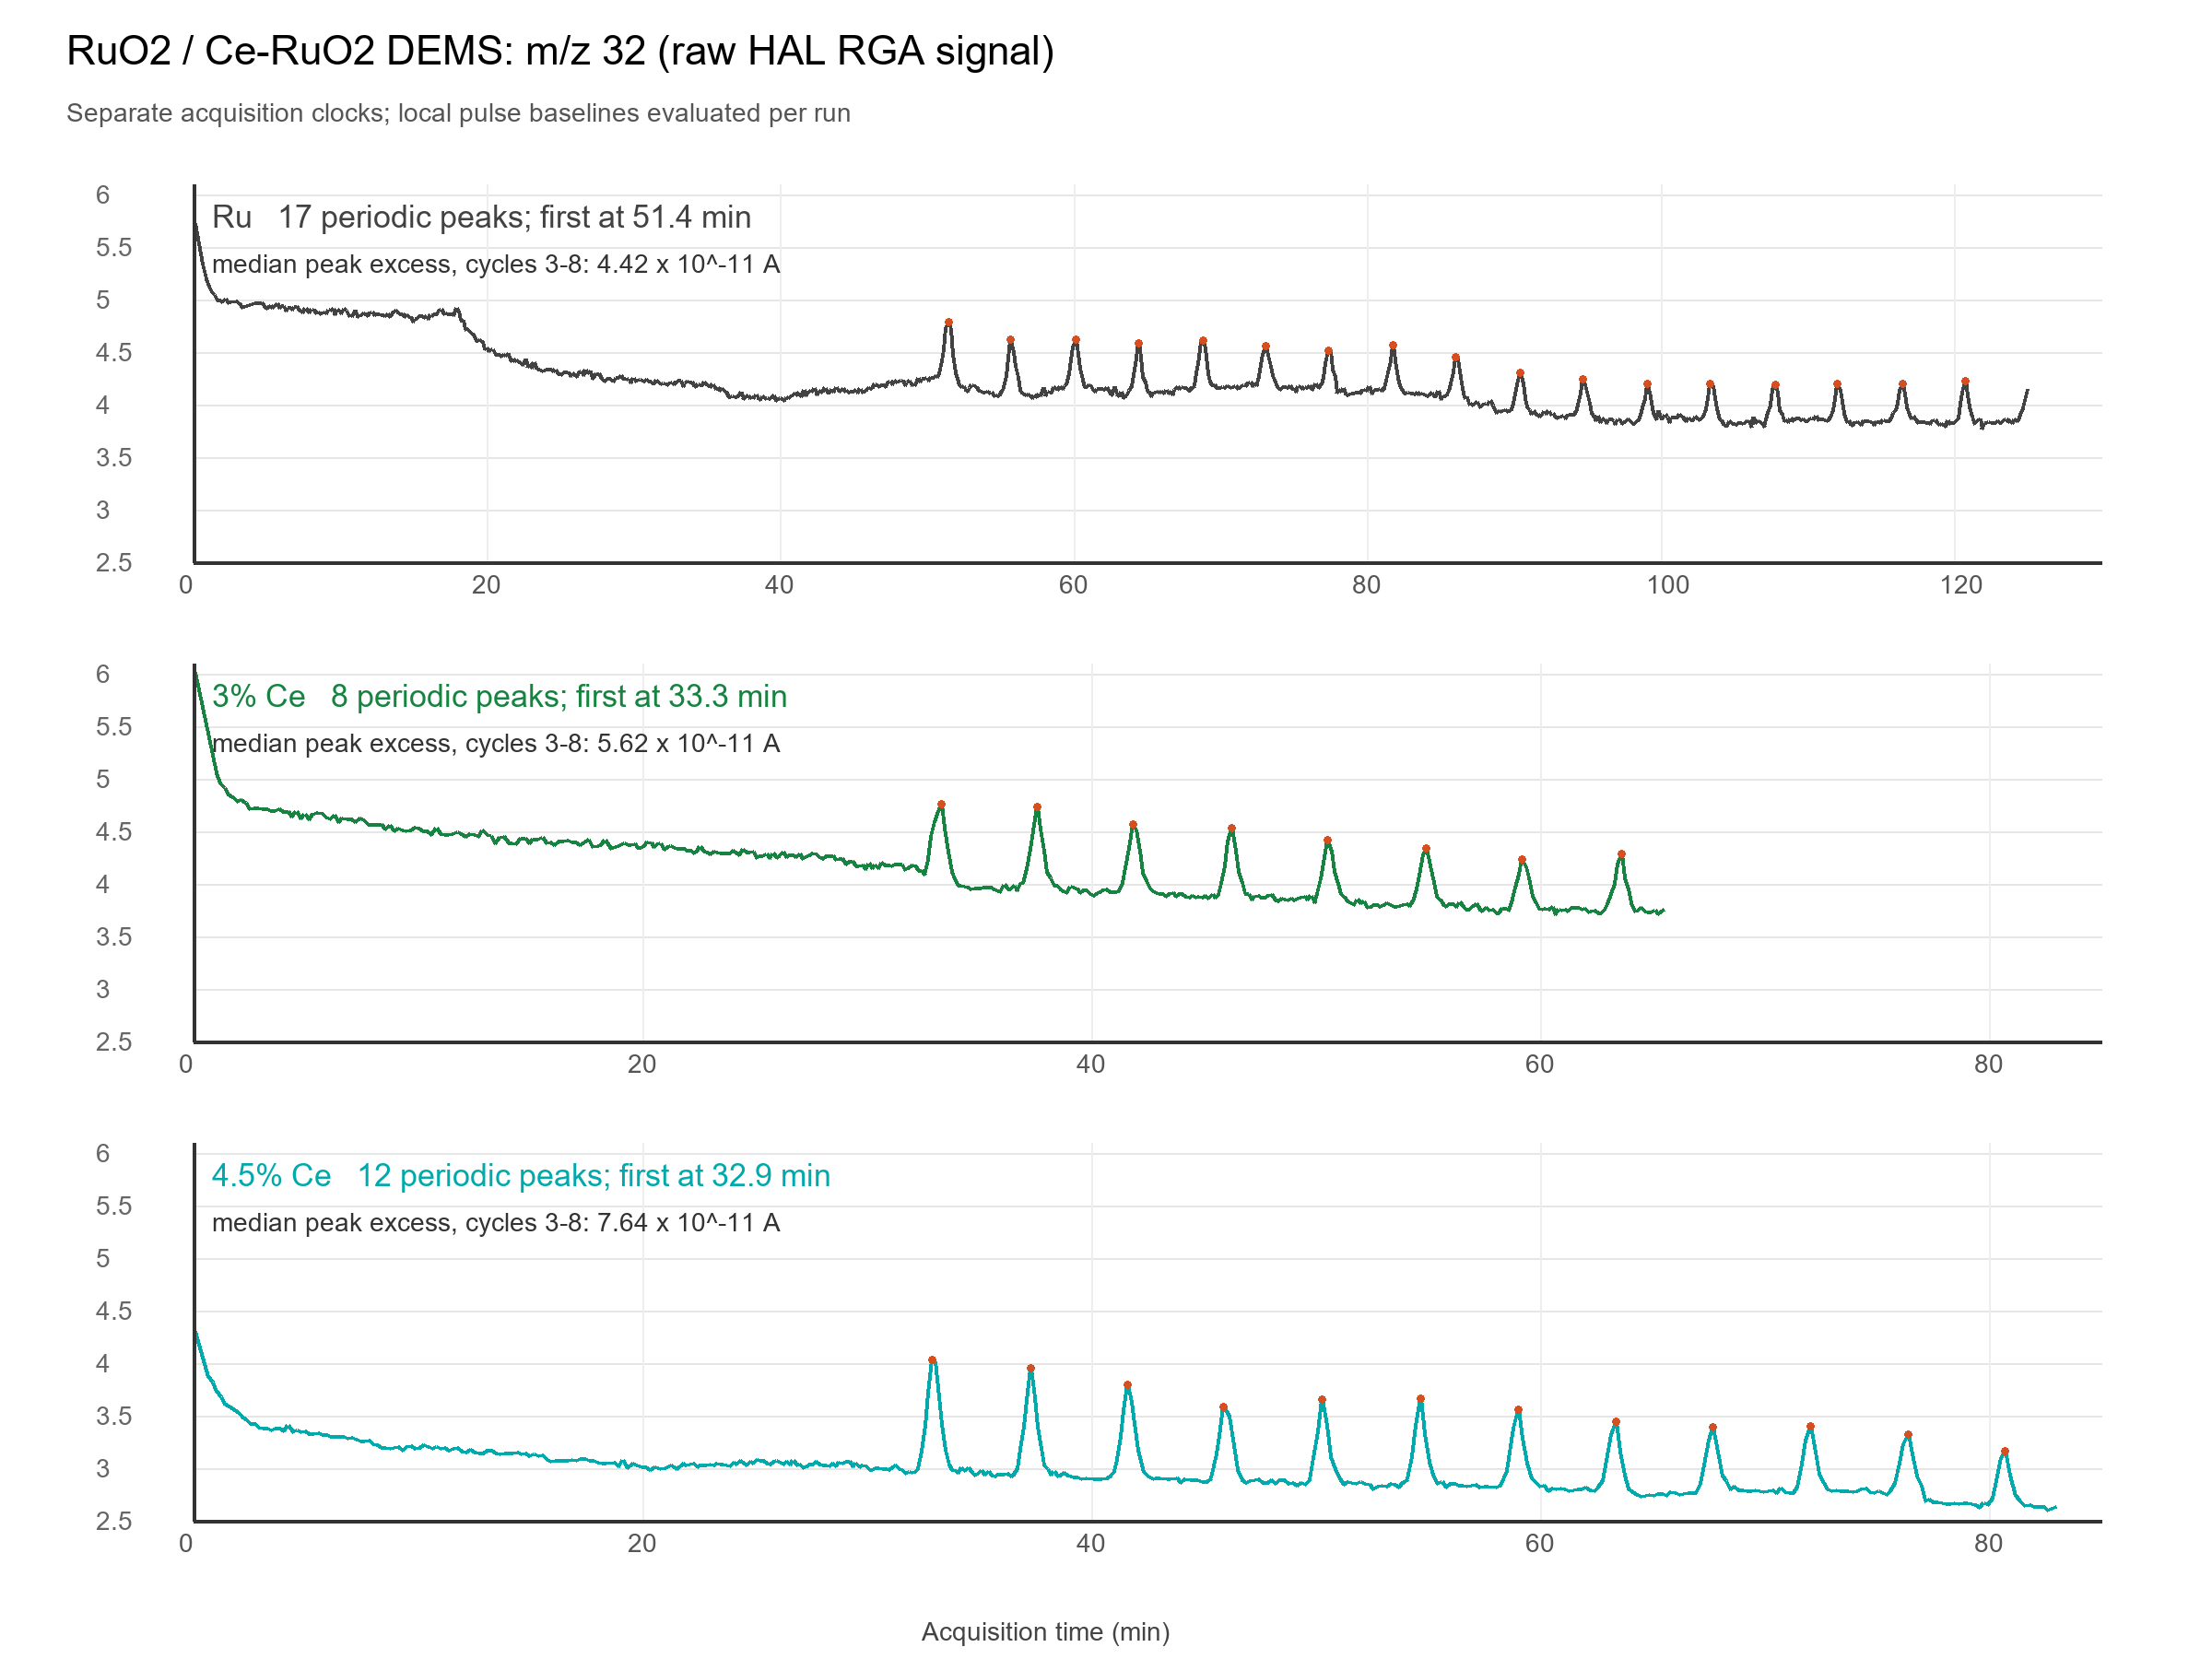 RuO2 / Ce-RuO2 DEMS: m/z 32 (raw HAL RGA signal)
Separate acquisition clocks; local pulse baselines evaluated per run
6
Ru   17 periodic peaks; first at 51.4 min
5.5
median peak excess, cycles 3-8: 4.42 x 10^-11 A
5
4.5
4
3.5
3
2.5
0 20 40 60 80 100 120
6
3% Ce   8 periodic peaks; first at 33.3 min
5.5
median peak excess, cycles 3-8: 5.62 x 10^-11 A
5
4.5
4
3.5
3
2.5
0 20 40 60 80
6
4.5% Ce   12 periodic peaks; first at 32.9 min
5.5
median peak excess, cycles 3-8: 7.64 x 10^-11 A
5
4.5
4
3.5
3
2.5
0 20 40 60 80
Acquisition time (min)